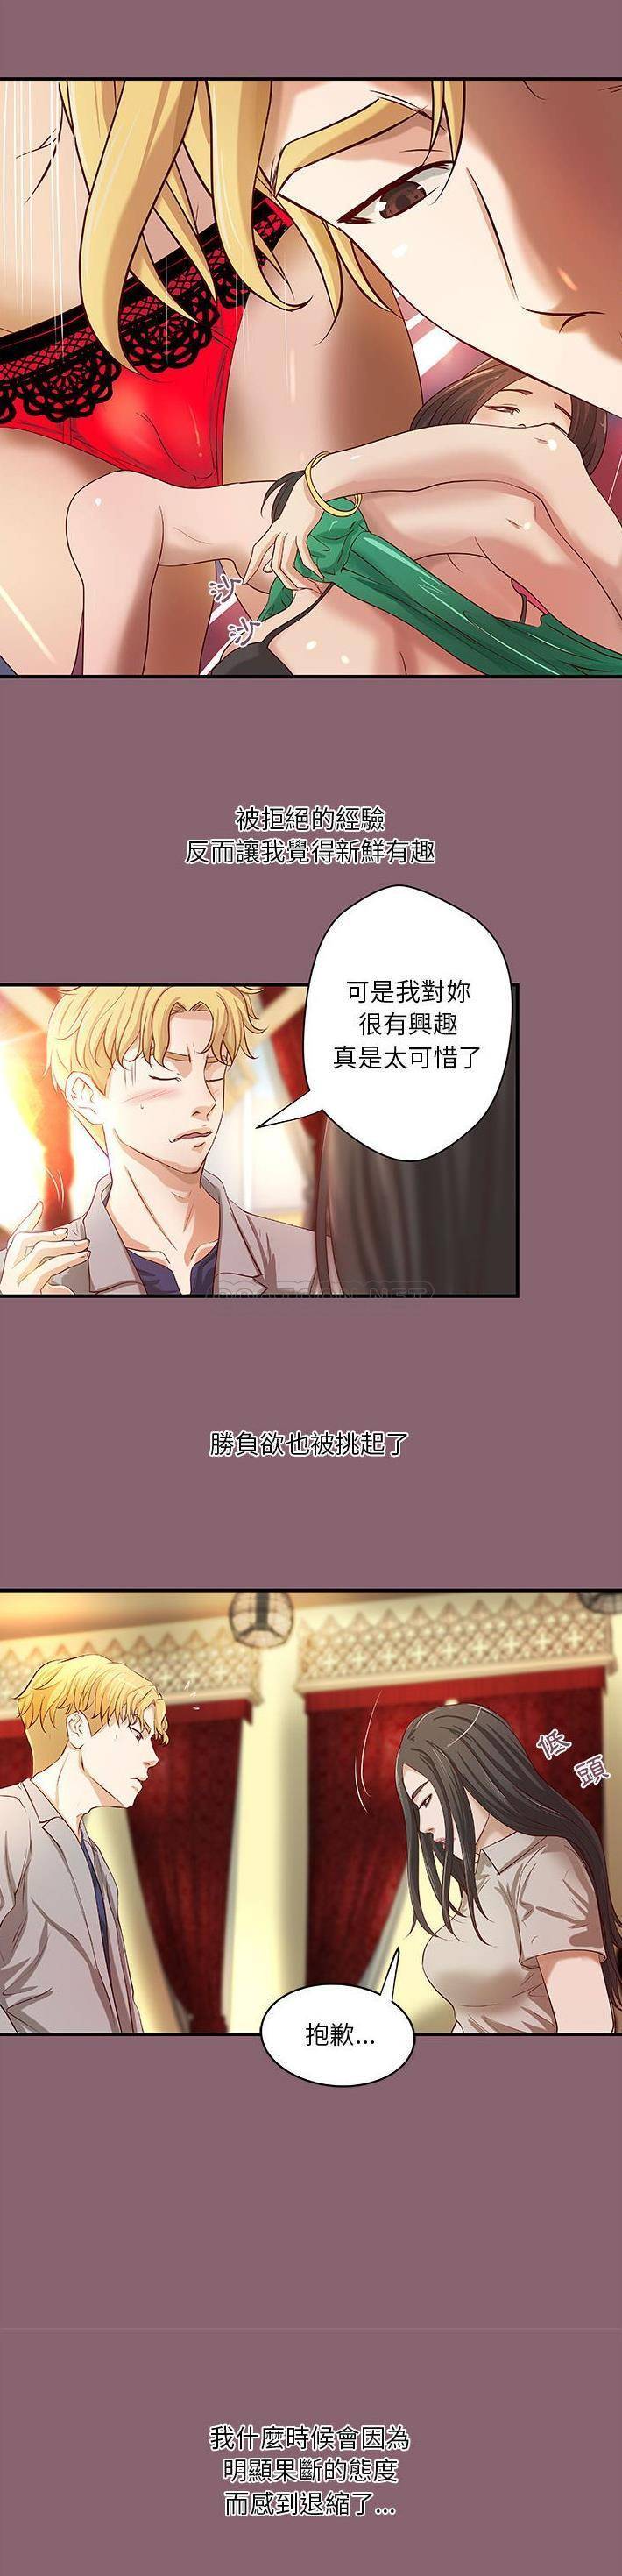 沙
沙
被拒絕的經驗
反而讓我覺得新鮮有趣
可是我對妳
很有興趣
真是太可惜了
勝負欲也被挑起了
低
頭
抱歉...
我什麼時候會因為
明顯果斷的態度
而感到退縮了...